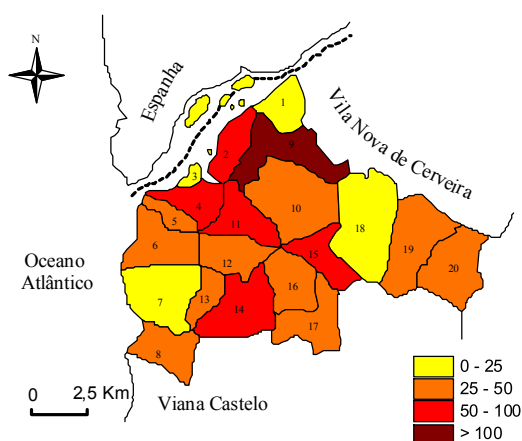 N
Espanha
Vila Nova de Cerveira
1
2
9
3
4
11
10
5
6
18
19
15
20
12
7
13
16
14
17
8
Oceano
Atlântico
Viana Castelo
0 2,5 Km
0 - 25
25 - 50
50 - 100
> 100